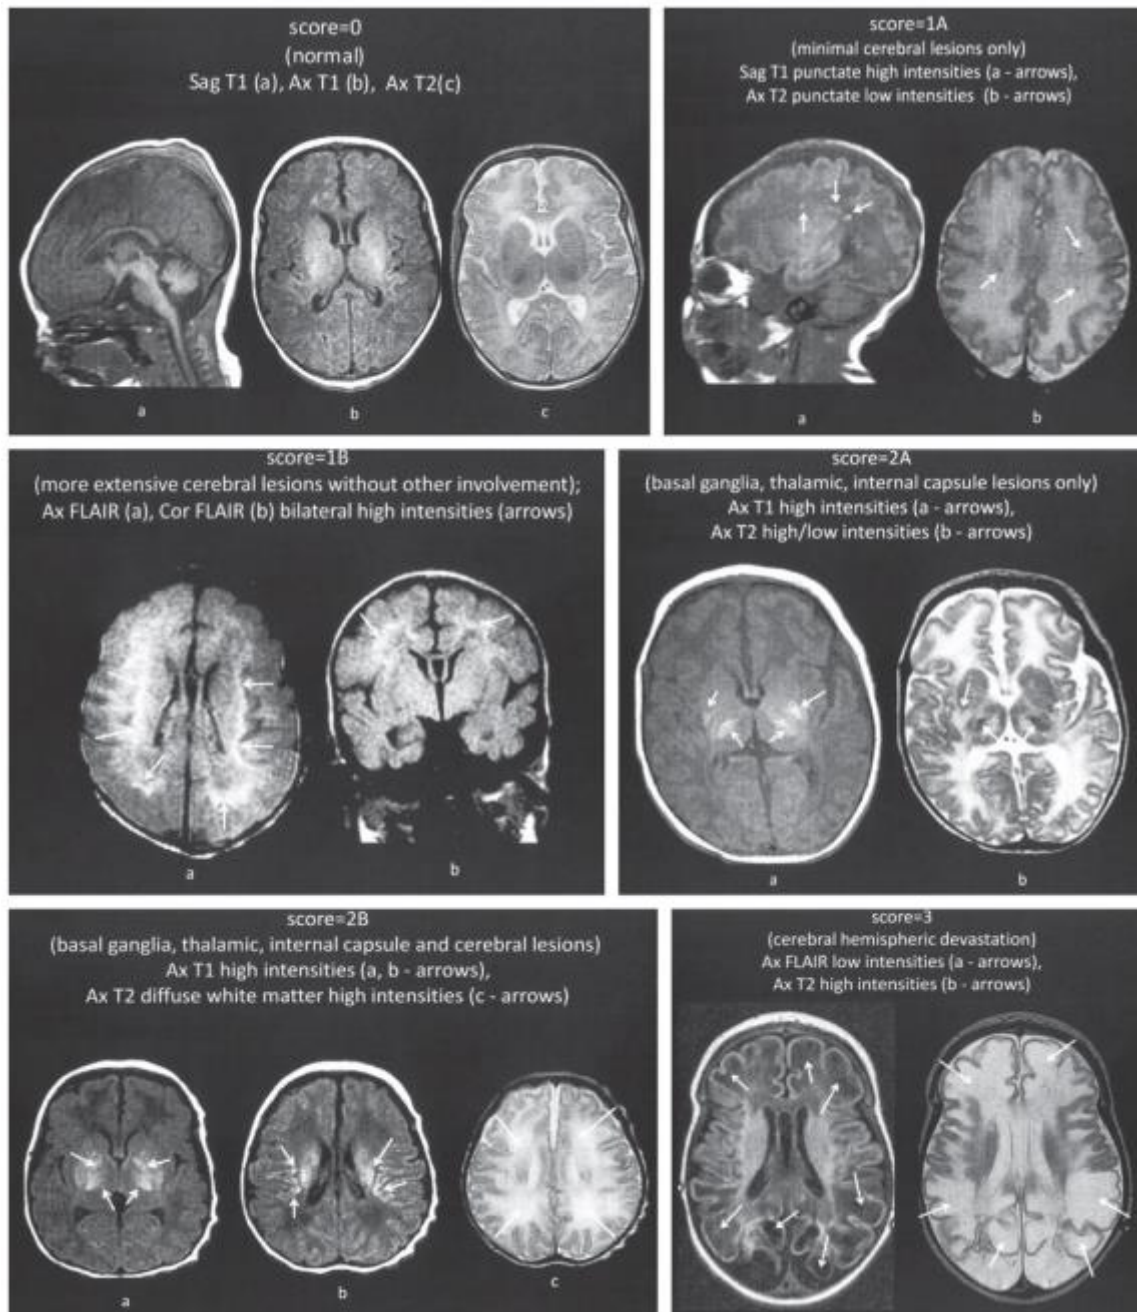 score=0
(normal)
Sag T1 (a), Ax T1 (b), Ax T2(c)
a
b
c
score=1A
(minimal cerebral lesions only)
Sag T1 punctate high intensities (a - arrows),
Ax T2 punctate low intensities (b - arrows)
a
b
score=1B
(more extensive cerebral lesions without other involvement);
Ax FLAIR (a), Cor FLAIR (b) bilateral high intensities (arrows)
a
b
score=2A
(basal ganglia, thalamic, internal capsule lesions only)
Ax T1 high intensities (a - arrows),
Ax T2 high/low intensities (b - arrows)
a
b
score=2B
(basal ganglia, thalamic, internal capsule and cerebral lesions)
Ax T1 high intensities (a, b - arrows),
Ax T2 diffuse white matter high intensities (c - arrows)
a
b
c
score=3
(cerebral hemispheric devastation)
Ax FLAIR low intensities (a - arrows),
Ax T2 high intensities (b - arrows)
a
b